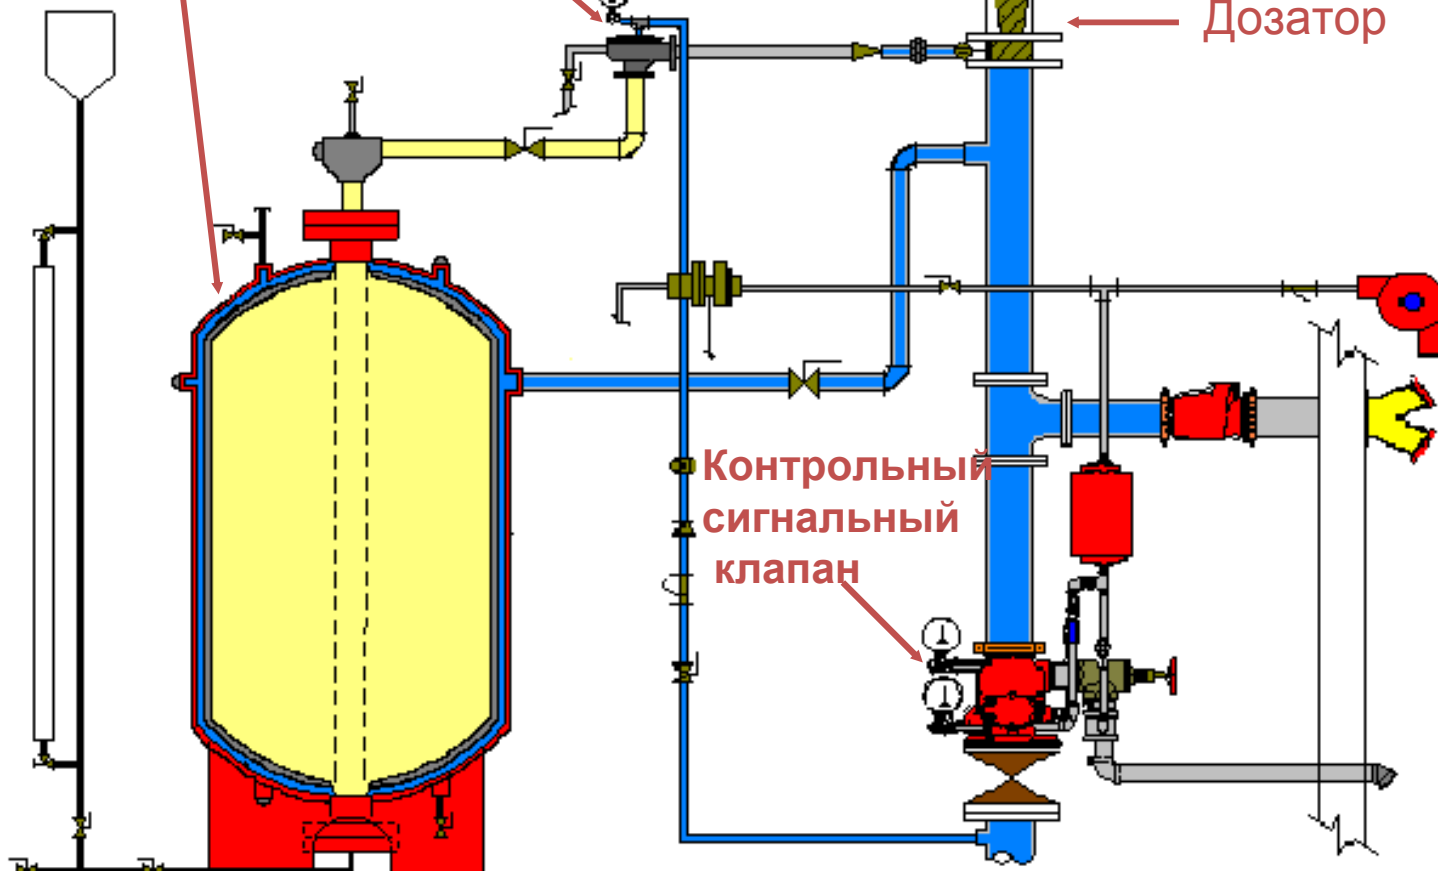 Дозатор
Контрольный
сигнальный
клапан